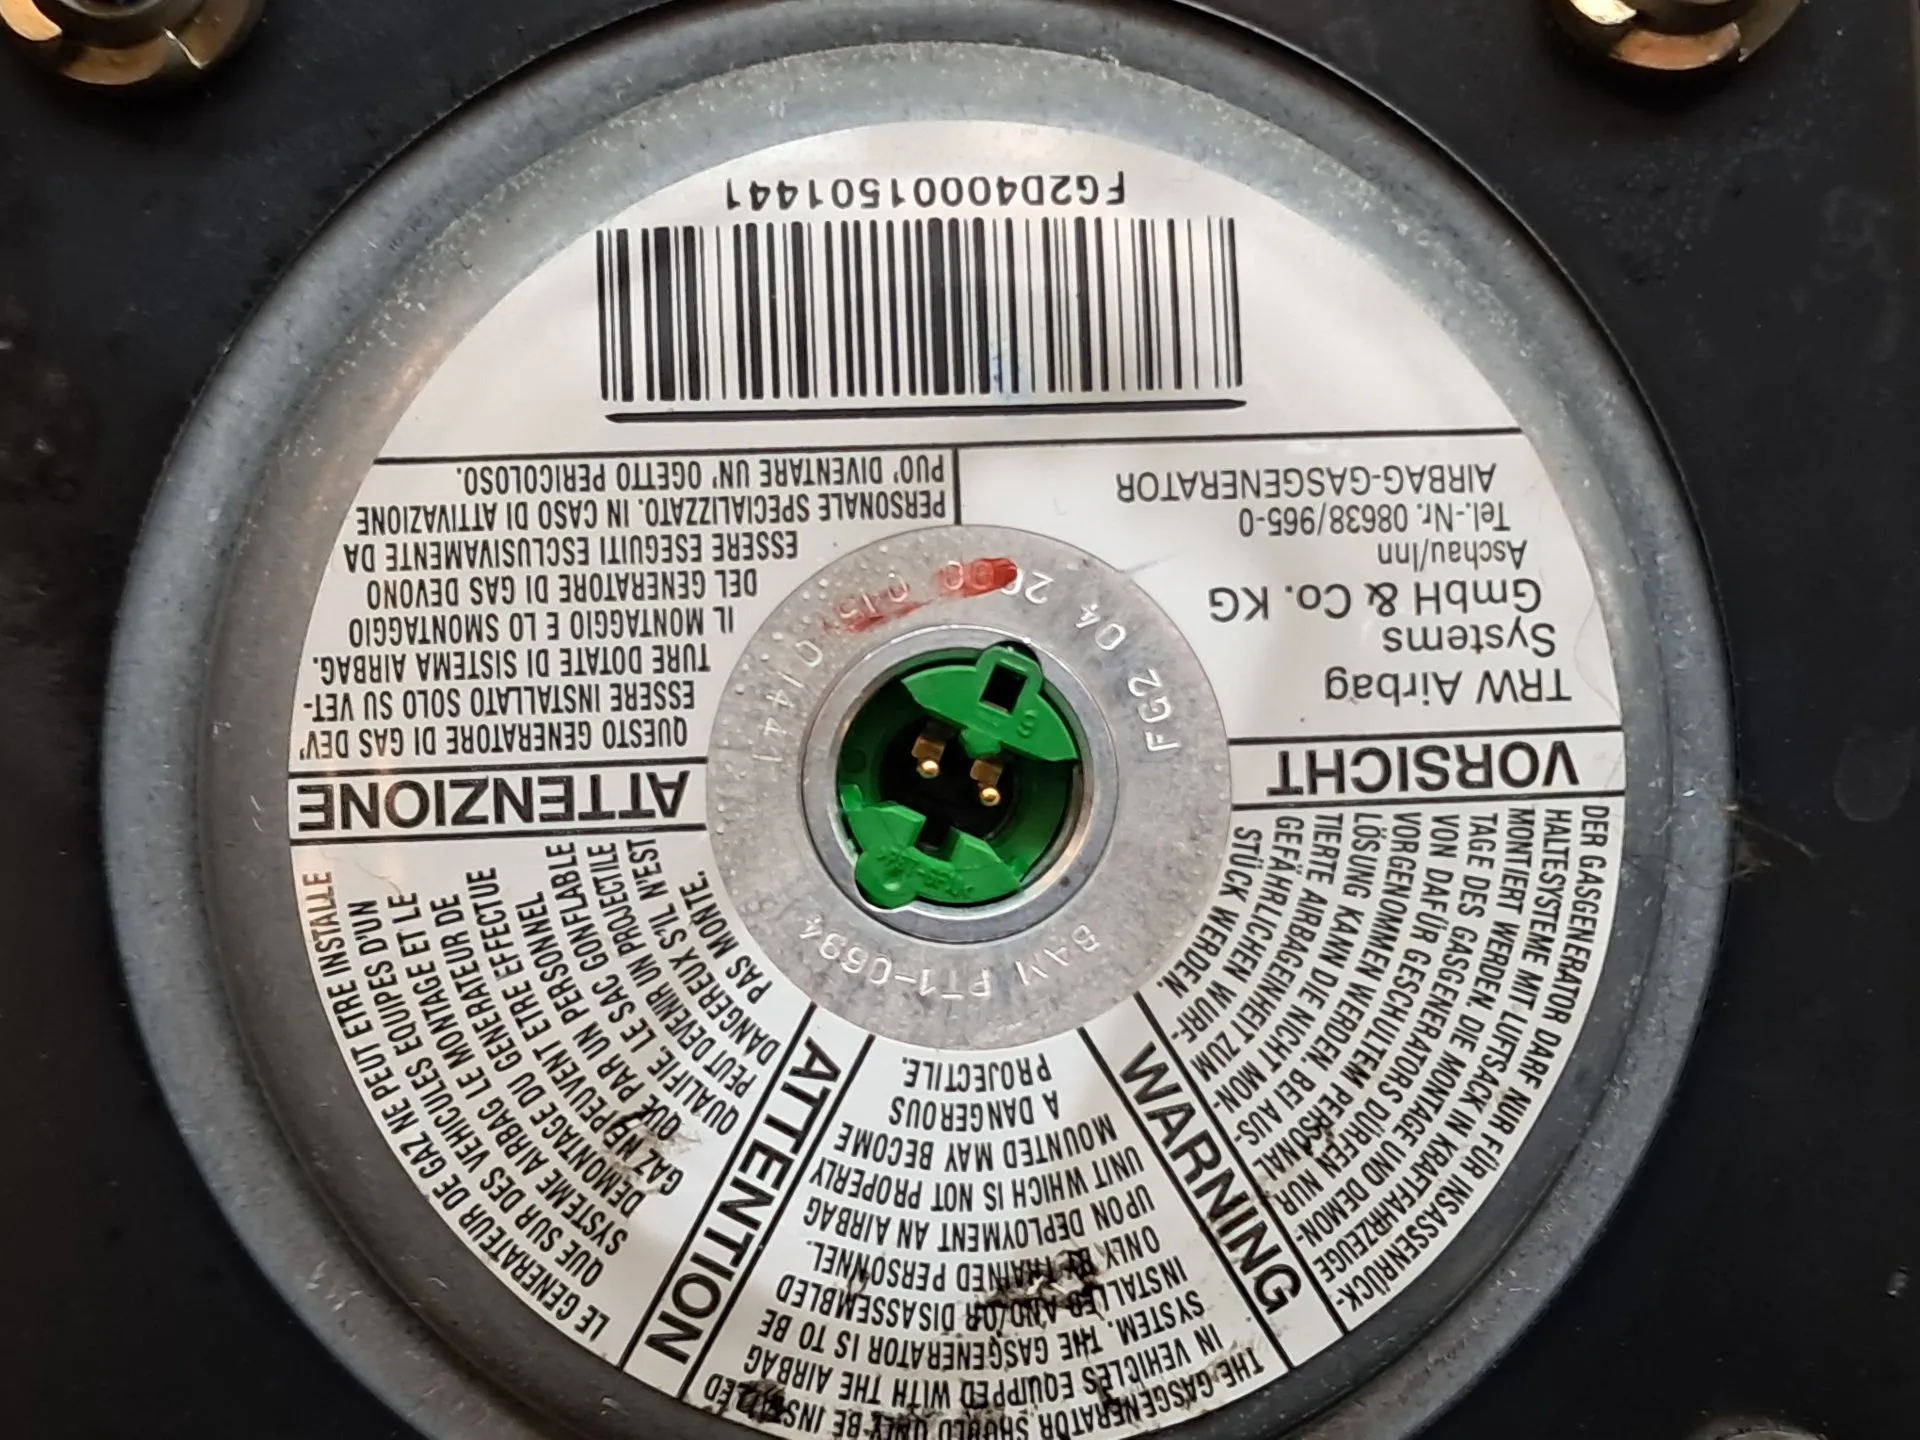 FG2D40001501441
TRW Airbag
Systems
GmbH & Co. KG
Aschau/Inn
Tel.-Nr. 08638/965-0
AIRBAG-GASGENERATOR
VORSICHT
DER GASGENERATOR DARF NUR FÜR INSASSENRÜCK-
HALTESYSTEME MIT LUFTSACK IN KRAFTFAHRZEUGE
MONTIERT WERDEN. DIE MONTAGE UND DEMON-
TAGE DES GASGENERATORS DÜRFEN NUR
VON DAFÜR GESCHULTEM PERSONAL
VORGENOMMEN WERDEN. BEI AUS-
LÖSUNG KANN DIE NICHT MON-
TIERTE AIRBAGEINHEIT ZUM
GEFÄHRLICHEN WURF-
STÜCK WERDEN.
WARNING
THE GASGENERATOR SHOULD ONLY BE INSTALLED
IN VEHICLES EQUIPPED WITH THE AIRBAG
SYSTEM. THE GASGENERATOR IS TO BE
INSTALLED AND/OR DISASSEMBLED
ONLY BY TRAINED PERSONNEL.
UPON DEPLOYMENT AN AIRBAG
UNIT WHICH IS NOT PROPERLY
MOUNTED MAY BECOME
A DANGEROUS
PROJECTILE.
ATTENTION
LE GENERATEUR DE GAZ NE PEUT ETRE INSTALLE
QUE SUR DES VEHICULES EQUIPES D'UN
SYSTEME AIRBAG LE MONTAGE ET LE
DEMONTAGE DU GENERATEUR DE
GAZ NE PEUVENT ETRE EFFECTUE
QUE PAR UN PERSONNEL
QUALIFIE. LE SAC GONFLABLE
PEUT DEVENIR UN PROJECTILE
DANGEREUX S'IL N'EST
PAS MONTE.
ATTENZIONE
QUESTO GENERATORE DI GAS DEV'
ESSERE INSTALLATO SOLO SU VET-
TURE DOTATE DI SISTEMA AIRBAG.
IL MONTAGGIO E LO SMONTAGGIO
DEL GENERATORE DI GAS DEVONO
ESSERE ESEGUITI ESCLUSIVAMENTE DA
PERSONALE SPECIALIZZATO. IN CASO DI ATTIVAZIONE
PUO' DIVENTARE UN' OGETTO PERICOLOSO.
FG2 04
01441
BAM PT1-0694